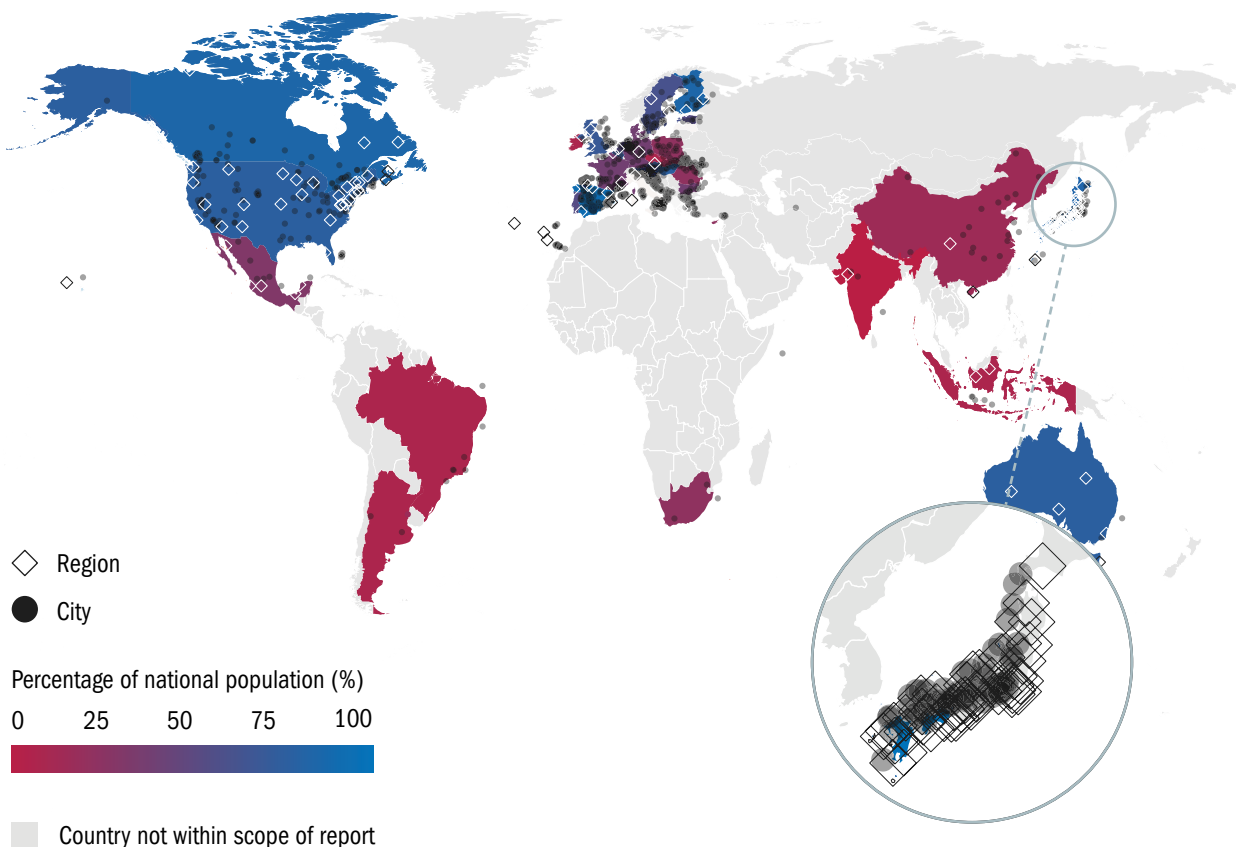 Region
City
Percentage of national population (%)
0 25 50 75 100
Country not within scope of report